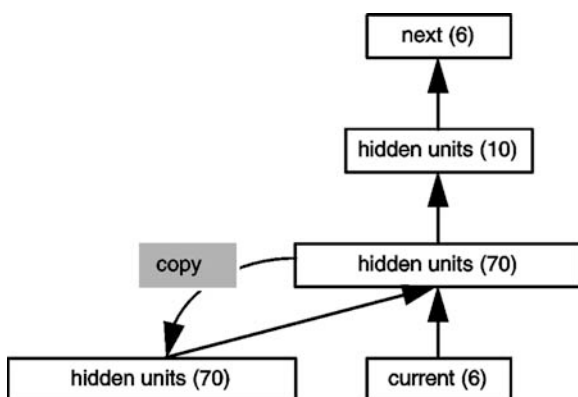 next (6)
hidden units (10)
copy
hidden units (70)
hidden units (70)
current (6)